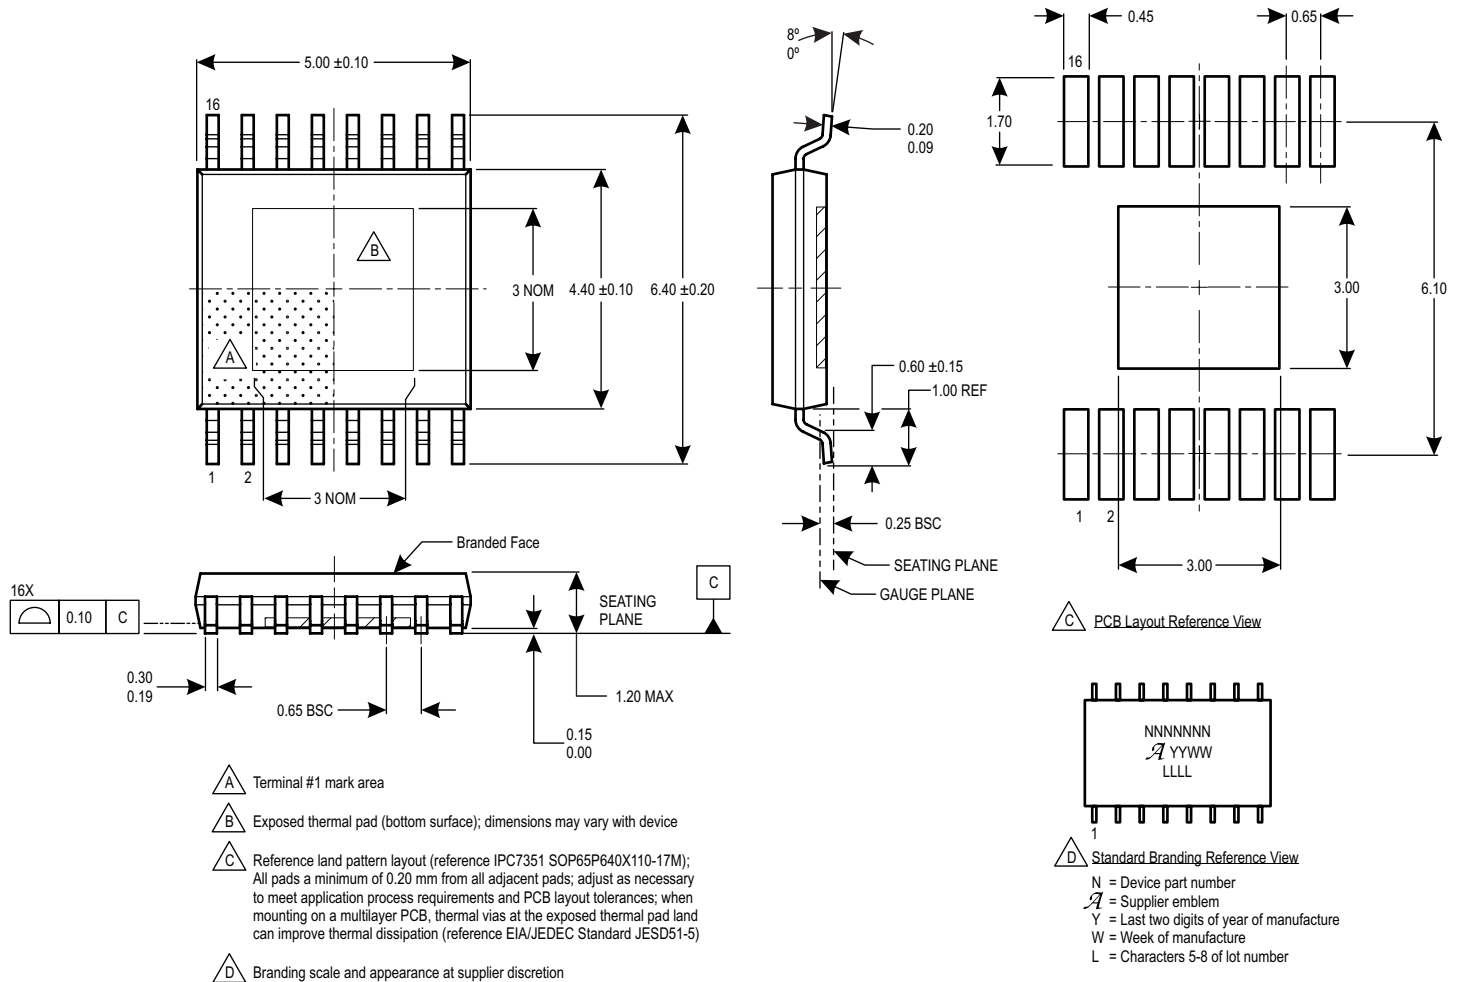 5.00 ±0.10
16
B
A
3 NOM
4.40 ±0.10
6.40 ±0.20
1
2
3 NOM
8º
0º
0.20
0.09
0.60 ±0.15
1.00 REF
0.25 BSC
SEATING PLANE
GAUGE PLANE
0.45
0.65
16
1.70
3.00
6.10
1
2
3.00
C
PCB Layout Reference View
Branded Face
16X
0.10
C
SEATING
PLANE
C
0.30
0.19
0.65 BSC
1.20 MAX
0.15
0.00
A
Terminal #1 mark area
B
Exposed thermal pad (bottom surface); dimensions may vary with device
C
Reference land pattern layout (reference IPC7351 SOP65P640X110-17M);
All pads a minimum of 0.20 mm from all adjacent pads; adjust as necessary
to meet application process requirements and PCB layout tolerances; when
mounting on a multilayer PCB, thermal vias at the exposed thermal pad land
can improve thermal dissipation (reference EIA/JEDEC Standard JESD51-5)
D
Branding scale and appearance at supplier discretion
NNNNNNN
A YYWW
LLLL
1
D
Standard Branding Reference View
N = Device part number
A = Supplier emblem
Y = Last two digits of year of manufacture
W = Week of manufacture
L = Characters 5-8 of lot number